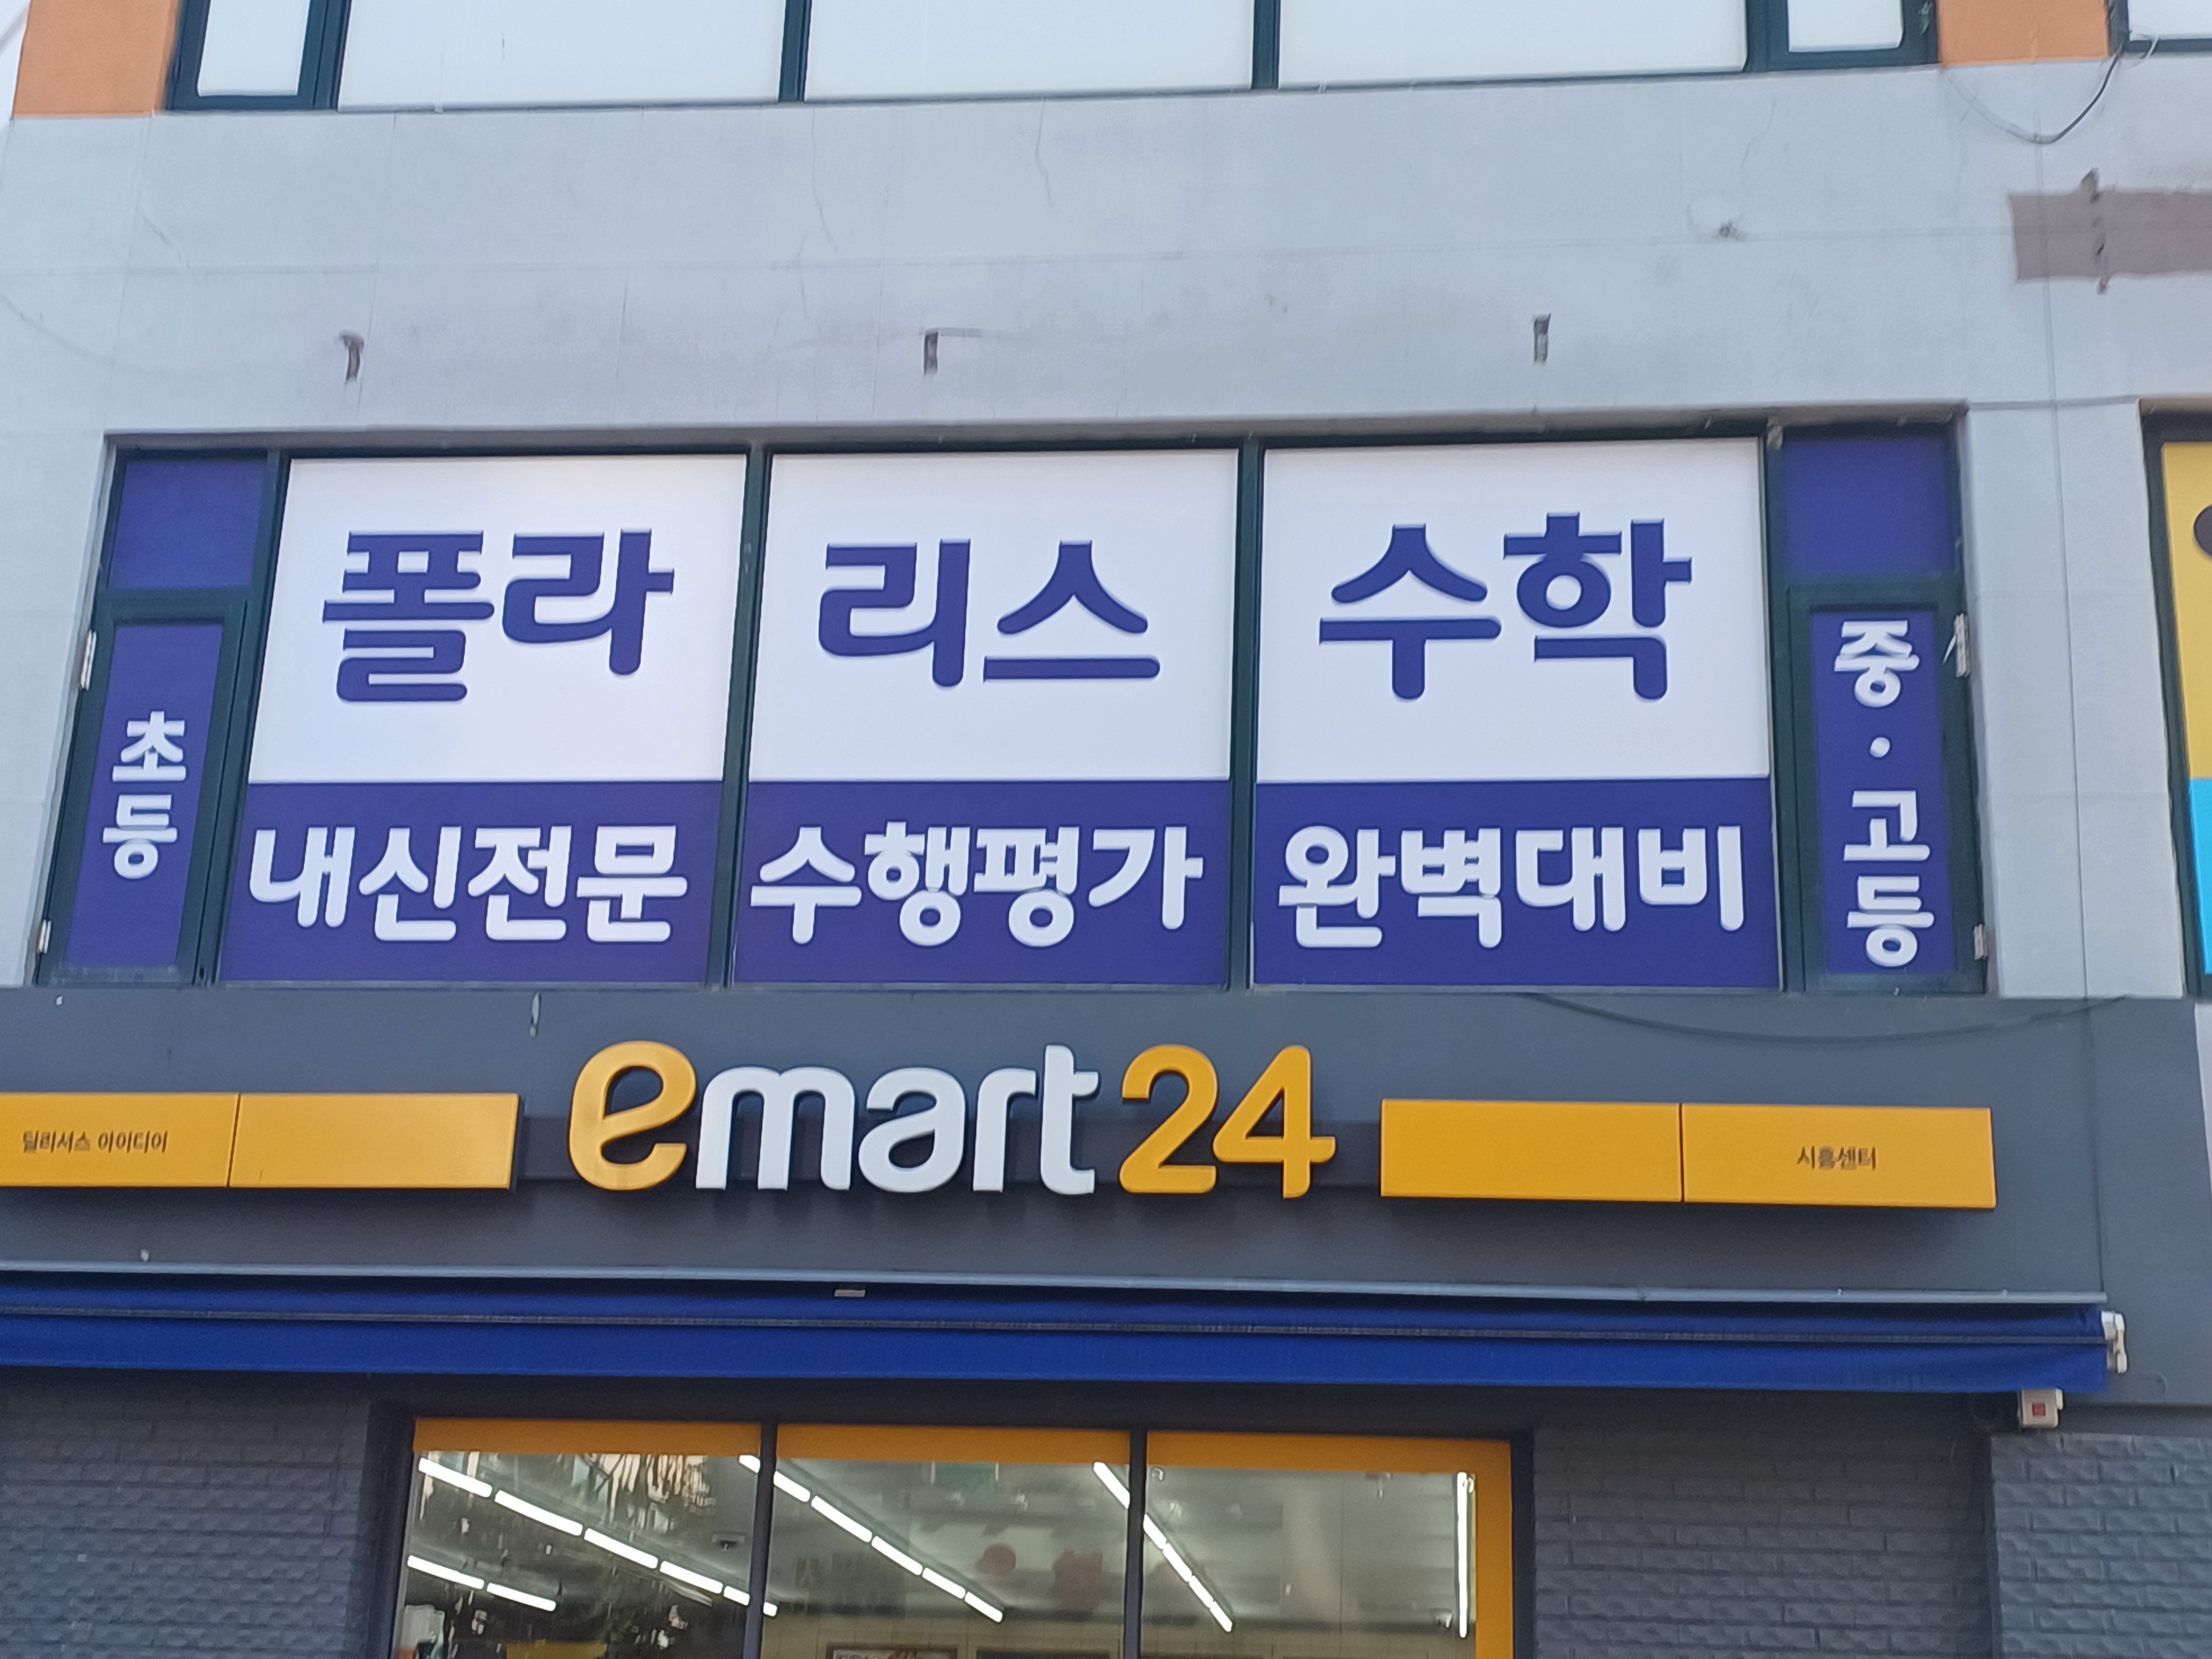 폴라리스수학
초등
내신전문 수행평가 완벽대비
중·고등
emart24
딜리셔스 아이디어
시흥센터